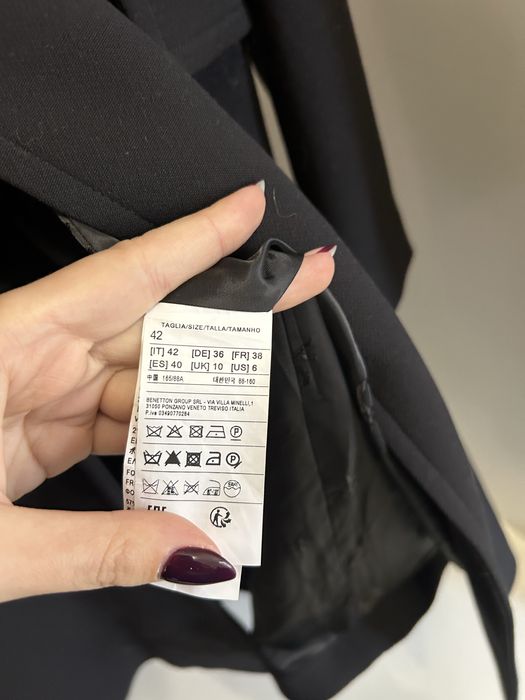 TAGLIA/SIZE/TALLA/TAMANHO
42
[IT] 42 [DE] 36 [FR] 38
[ES] 40 [UK] 10 [US] 6
中国 165/88A 대한민국 88-160
BENETTON GROUP SRL - VIA VILLA MINELLI,1
31050 PONZANO VENETO TREVISO.ITALIA
P.iva 03490770264